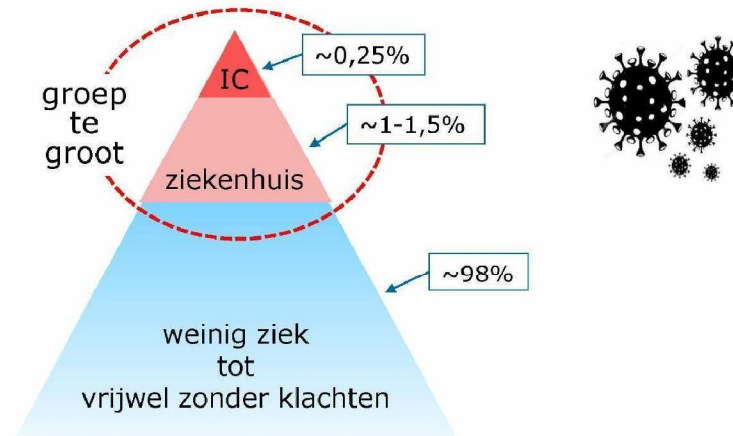 ~0,25%
IC
groep
te
groot
~1-1,5%
ziekenhuis
~98%
weinig ziek
tot
vrijwel zonder klachten